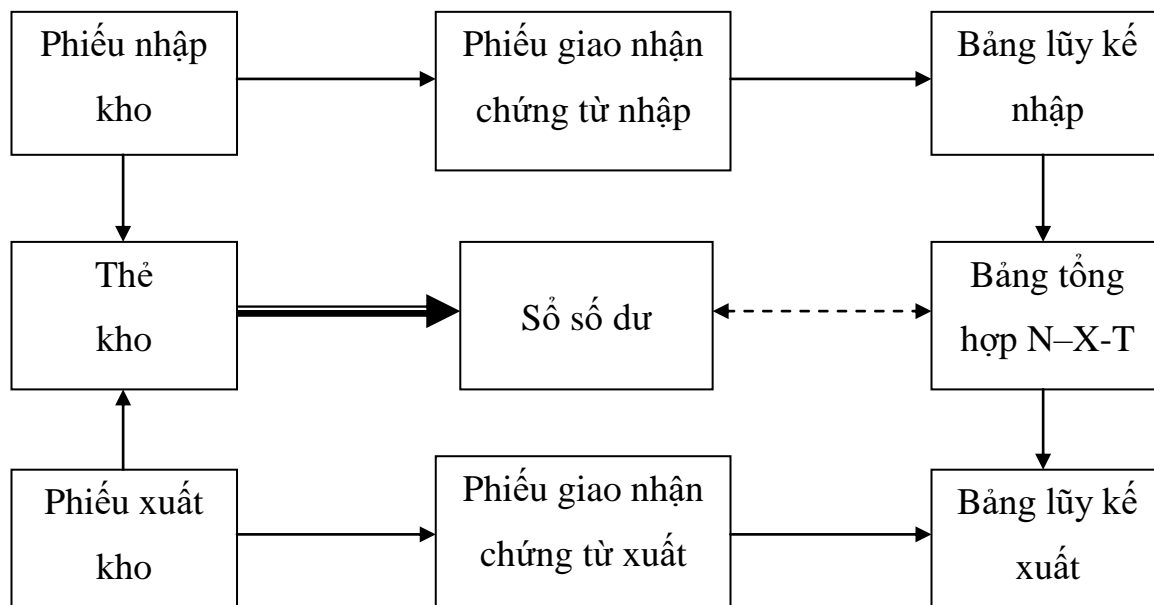 Phiếu nhập
kho
Phiếu giao nhận
chứng từ nhập
Bảng lũy kế
nhập
Thẻ
kho
Sổ số dư
Bảng tổng
hợp N–X-T
Phiếu xuất
kho
Phiếu giao nhận
chứng từ xuất
Bảng lũy kế
xuất